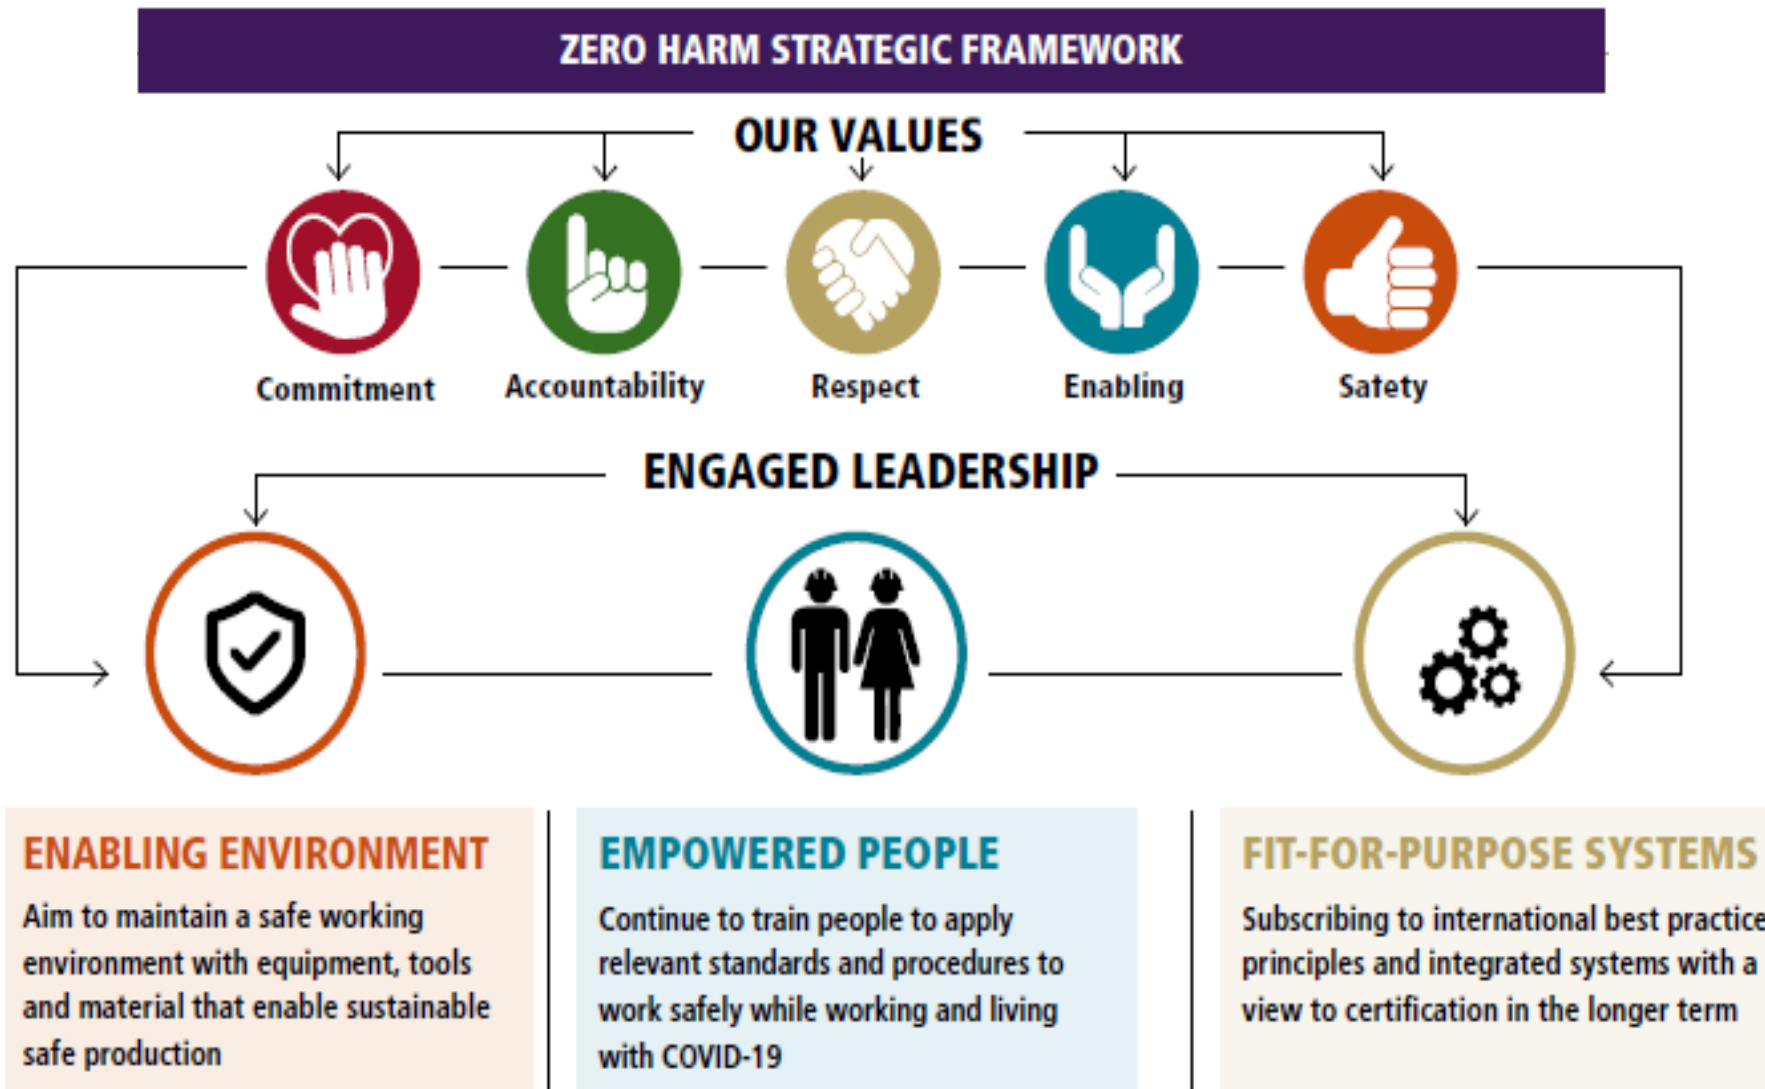 ZERO HARM STRATEGIC FRAMEWORK
OUR VALUES
Commitment
Accountability
Respect
Enabling
Safety
ENGAGED LEADERSHIP
ENABLING ENVIRONMENT
Aim to maintain a safe working
environment with equipment, tools
and material that enable sustainable
safe production
EMPOWERED PEOPLE
Continue to train people to apply
relevant standards and procedures to
work safely while working and living
with COVID-19
FIT-FOR-PURPOSE SYSTEMS
Subscribing to international best practice
principles and integrated systems with a
view to certification in the longer term